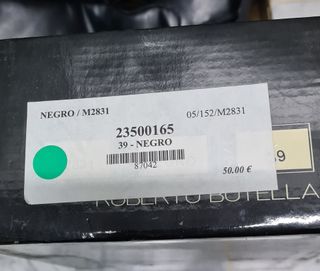 NEGRO / M2831 05/152/M2831
23500165
39 - NEGRO
87042
50.00 €
39
ROBERTO BOTELLA